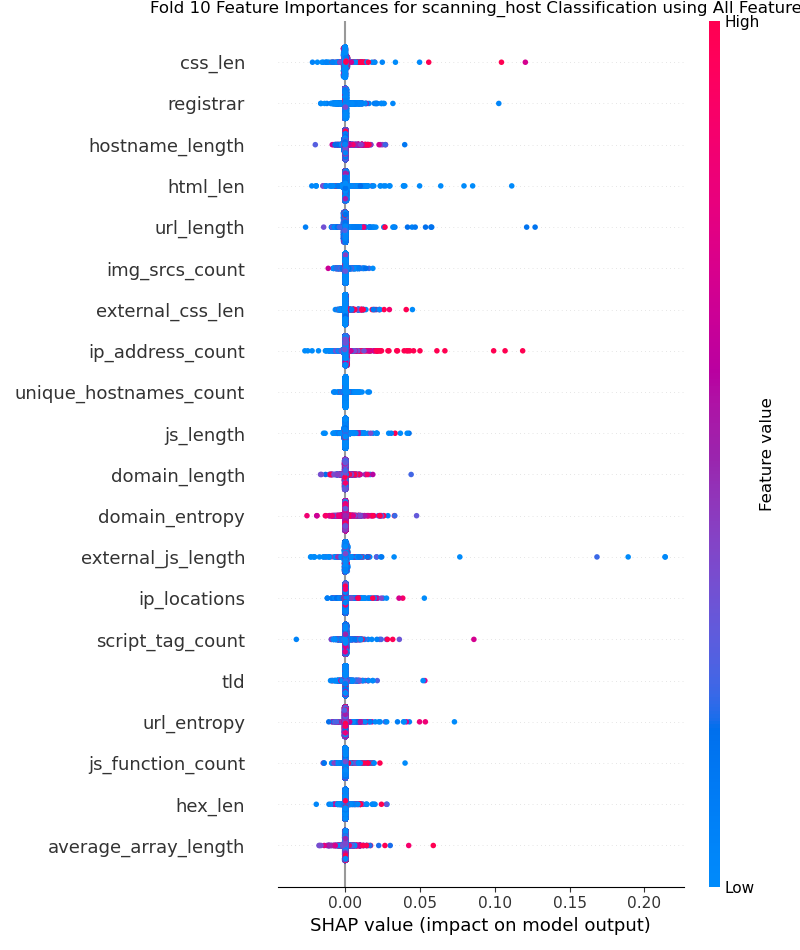 Fold 10 Feature Importances for scanning_host Classification using All Feature
High
css_len
registrar
hostname_length
html_len
url_length
img_srcs_count
external_css_len
ip_address_count
unique_hostnames_count
js_length
domain_length
domain_entropy
external_js_length
ip_locations
script_tag_count
tld
url_entropy
js_function_count
hex_len
average_array_length
Feature value
Low
0.00 0.05 0.10 0.15 0.20
SHAP value (impact on model output)